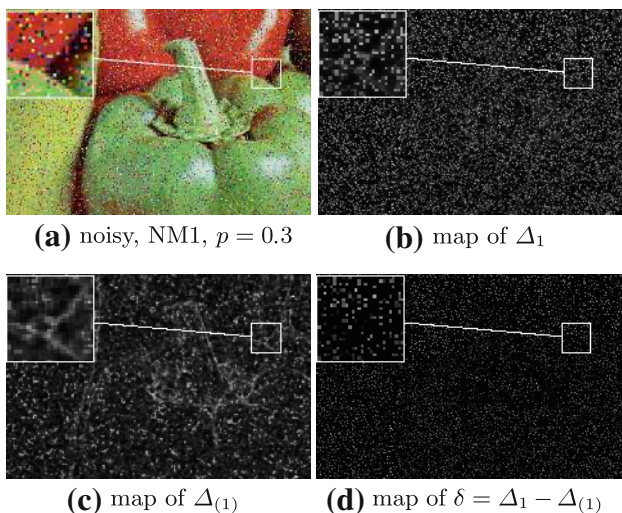 (a) noisy, NM1, p = 0.3
(b) map of Δ₁
(c) map of Δ₍₁₎
(d) map of δ = Δ₁ − Δ₍₁₎